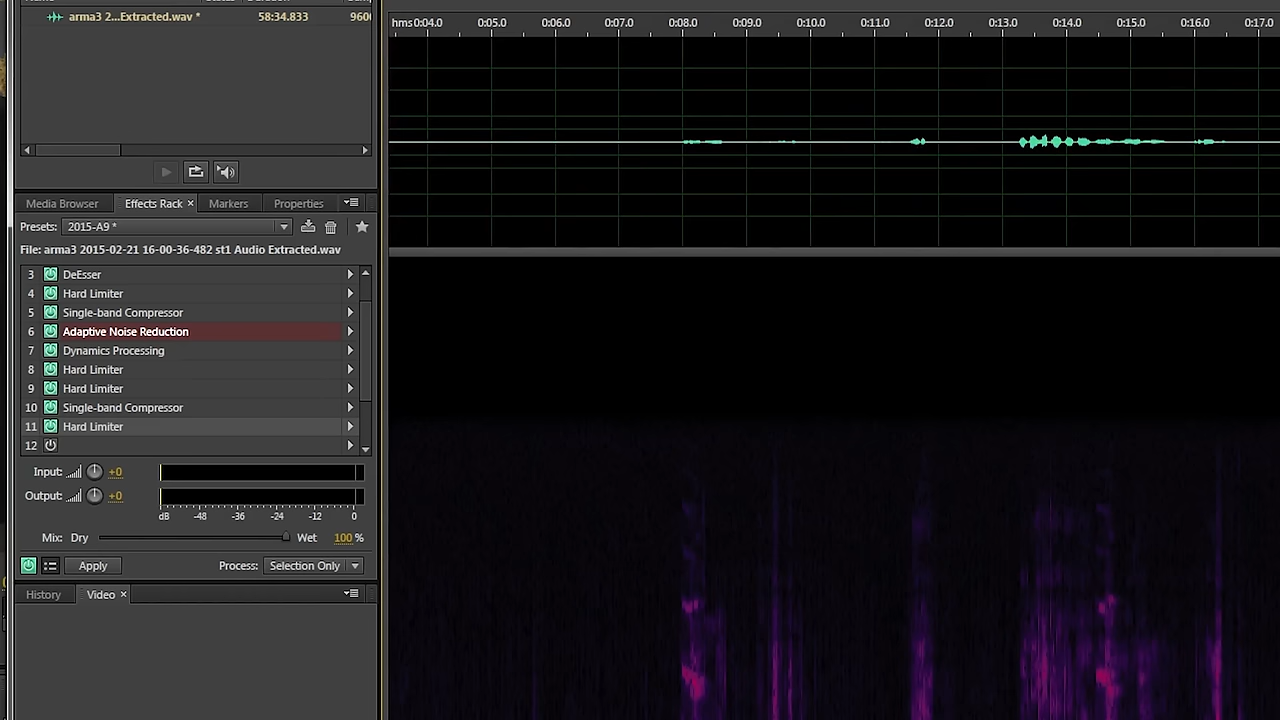 arma3 2...Extracted.wav * 58:34.833 9600
hms 0:04.0 0:05.0 0:06.0 0:07.0 0:08.0 0:09.0 0:10.0 0:11.0 0:12.0 0:13.0 0:14.0 0:15.0 0:16.0 0:17.0
Media Browser Effects Rack × Markers Properties
Presets: 2015-A9 *
File: arma3 2015-02-21 16-00-36-482 st1 Audio Extracted.wav
3 DeEsser
4 Hard Limiter
5 Single-band Compressor
6 Adaptive Noise Reduction
7 Dynamics Processing
8 Hard Limiter
9 Hard Limiter
10 Single-band Compressor
11 Hard Limiter
12
Input: +0
Output: +0
dB -48 -36 -24 -12 0
Mix: Dry Wet 100 %
Apply Process: Selection Only
History Video ×